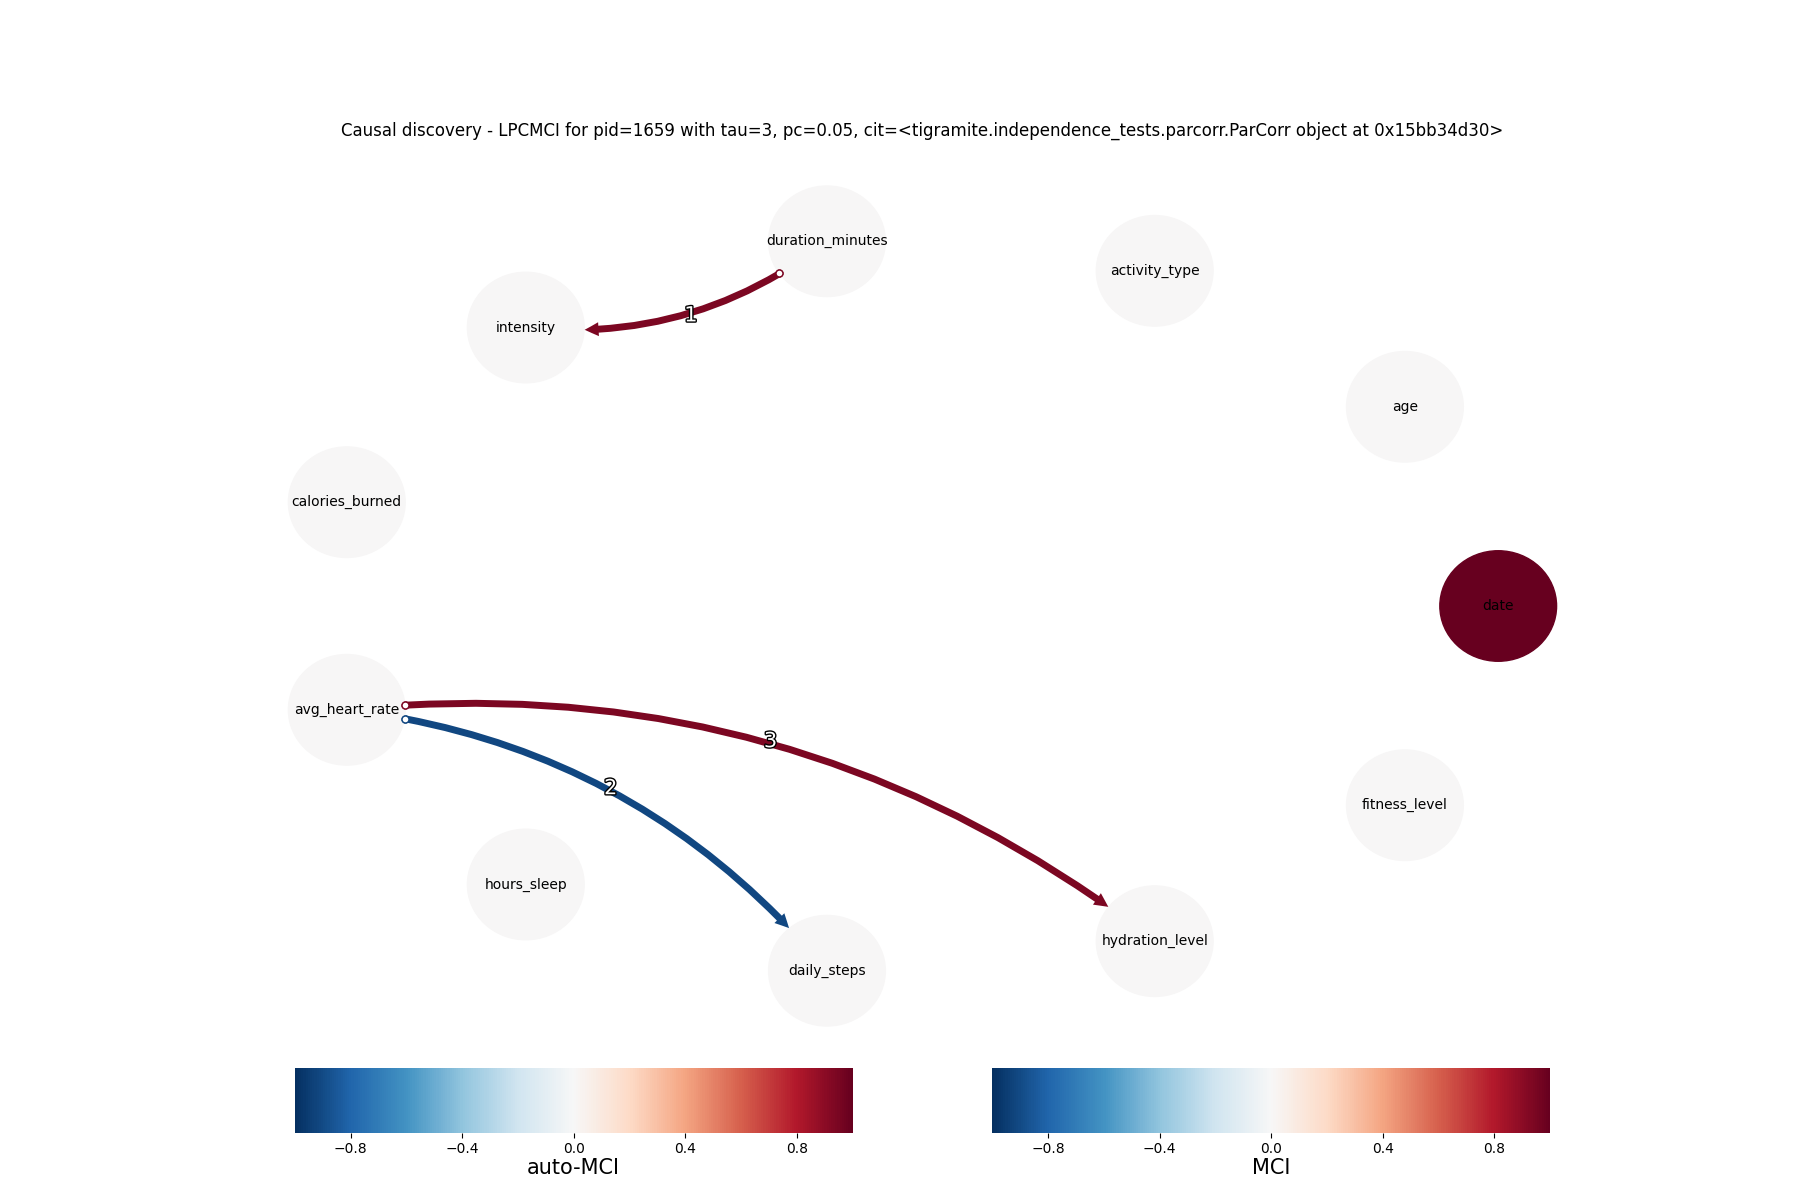 Causal discovery - LPCMCI for pid=1659 with tau=3, pc=0.05, cit=<tigramite.independence_tests.parcorr.ParCorr object at 0x15bb34d30>
duration_minutes
activity_type
1
intensity
age
calories_burned
date
avg_heart_rate
3
2
fitness_level
hours_sleep
hydration_level
daily_steps
−0.8 −0.4 0.0 0.4 0.8
auto-MCI
−0.8 −0.4 0.0 0.4 0.8
MCI